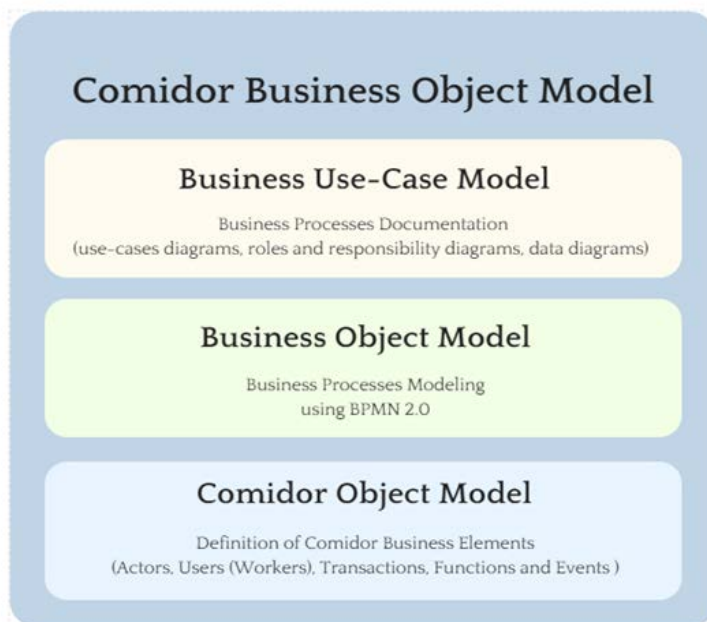 Comidor Business Object Model
Business Use-Case Model
Business Processes Documentation
(use-cases diagrams, roles and responsibility diagrams, data diagrams)
Business Object Model
Business Processes Modeling
using BPMN 2.0
Comidor Object Model
Definition of Comidor Business Elements
(Actors, Users (Workers), Transactions, Functions and Events )